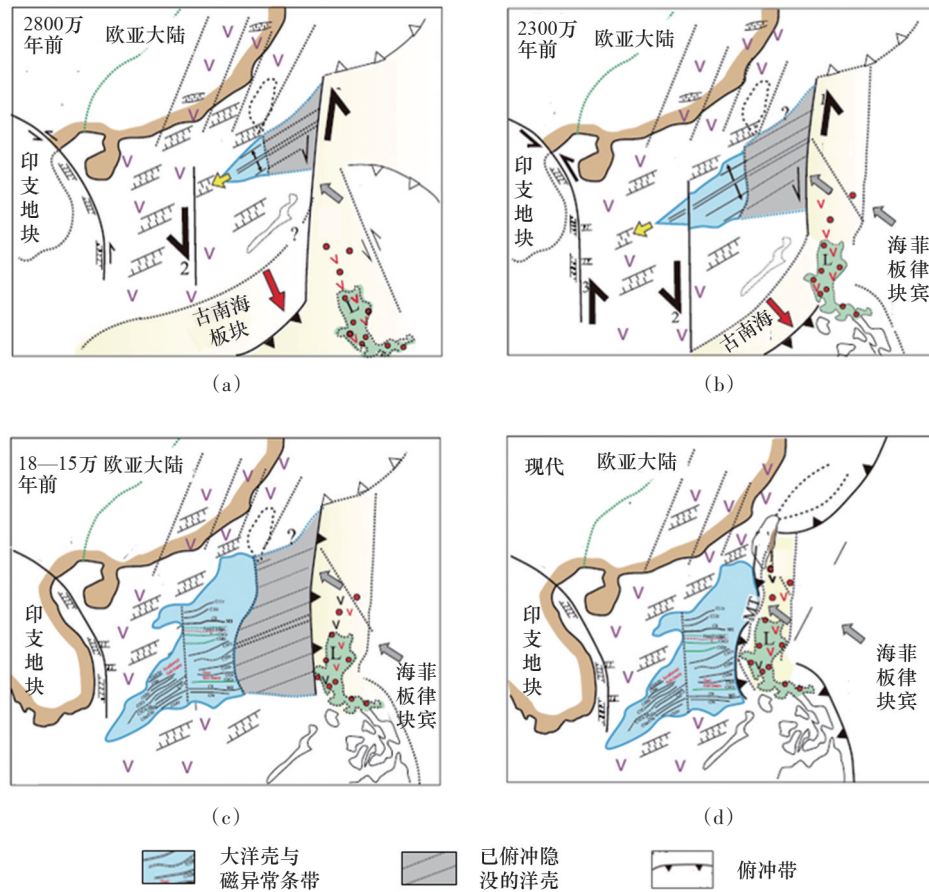 2800万
年前
欧亚大陆
印支地块
2
?
古南海
板块
L
(a)
2300万
年前
欧亚大陆
印支地块
?
1
3
2
L
古南海
菲律宾
海板块
(b)
18—15万
年前
欧亚大陆
印支地块
?
L
菲律宾
海板块
(c)
现代
欧亚大陆
印支地块
MT
L
菲律宾
海板块
(d)
大洋壳与
磁异常条带
已俯冲隐
没的洋壳
俯冲带